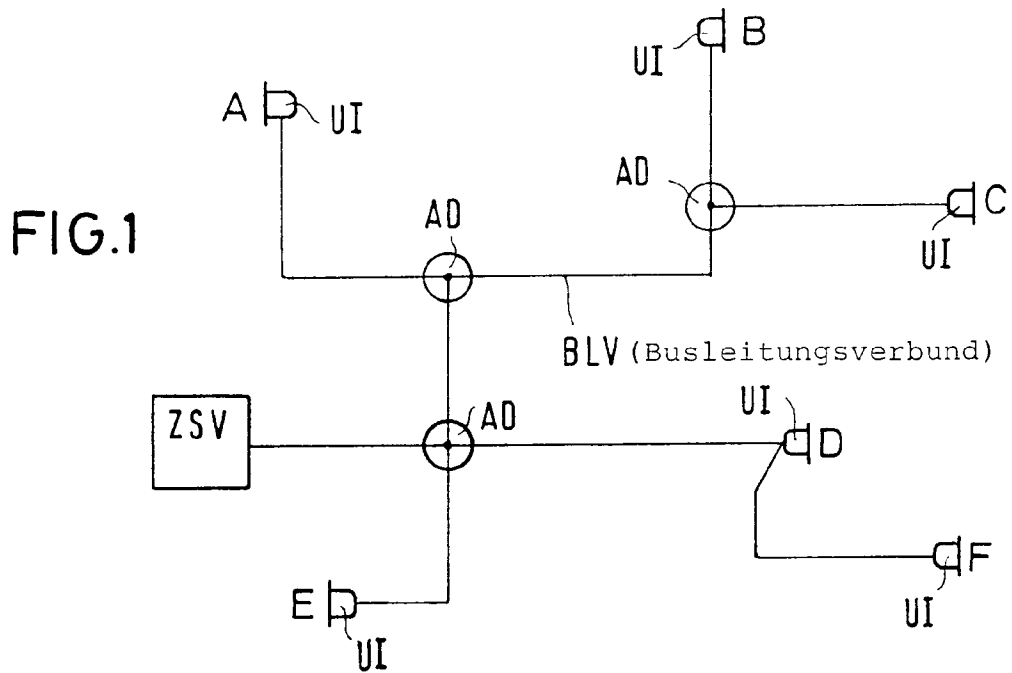 B
UI
A
UI
AD
C
UI
FIG.1
AD
BLV (Busleitungsverbund)
ZSV
AD
UI
D
F
UI
E
UI